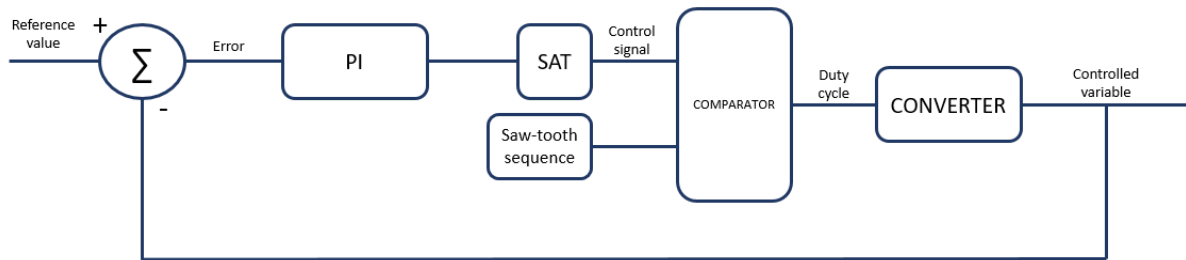 Reference
value
+
∑
-
Error
PI
SAT
Control
signal
Saw-tooth
sequence
COMPARATOR
Duty
cycle
CONVERTER
Controlled
variable